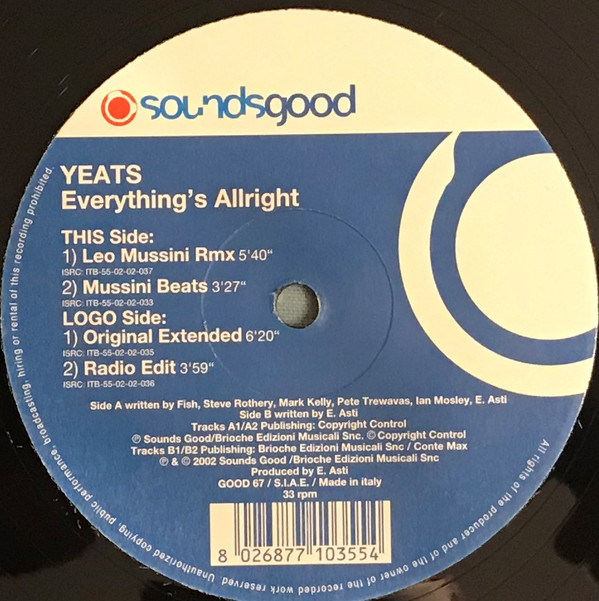 soundsgood
YEATS
Everything's Allright
THIS Side:
1) Leo Mussini Rmx 5'40"
ISRC: ITB-55-02-02-037
2) Mussini Beats 3'27"
ISRC: ITB-55-02-02-033
LOGO Side:
1) Original Extended 6'20"
ISRC: ITB-55-02-02-035
2) Radio Edit 3'59"
ISRC: ITB-55-02-02-036
Side A written by Fish, Steve Rothery, Mark Kelly, Pete Trewavas, Ian Mosley, E. Asti
Side B written by E. Asti
Tracks A1/A2 Publishing: Copyright Control
℗ Sounds Good/Brioche Edizioni Musicali Snc. © Copyright Control
Tracks B1/B2 Publishing: Brioche Edizioni Musicali Snc / Conte Max
℗ & © 2002 Sounds Good /Brioche Edizioni Musicali Snc
Produced by E. Asti
GOOD 67 / S.I.A.E. / Made in italy
33 rpm
8 026877 103554
All rights of the producer and of the owner of the recorded work reserved. Unauthorized copying, public performance, broadcasting, hiring or rental of this recording prohibited.